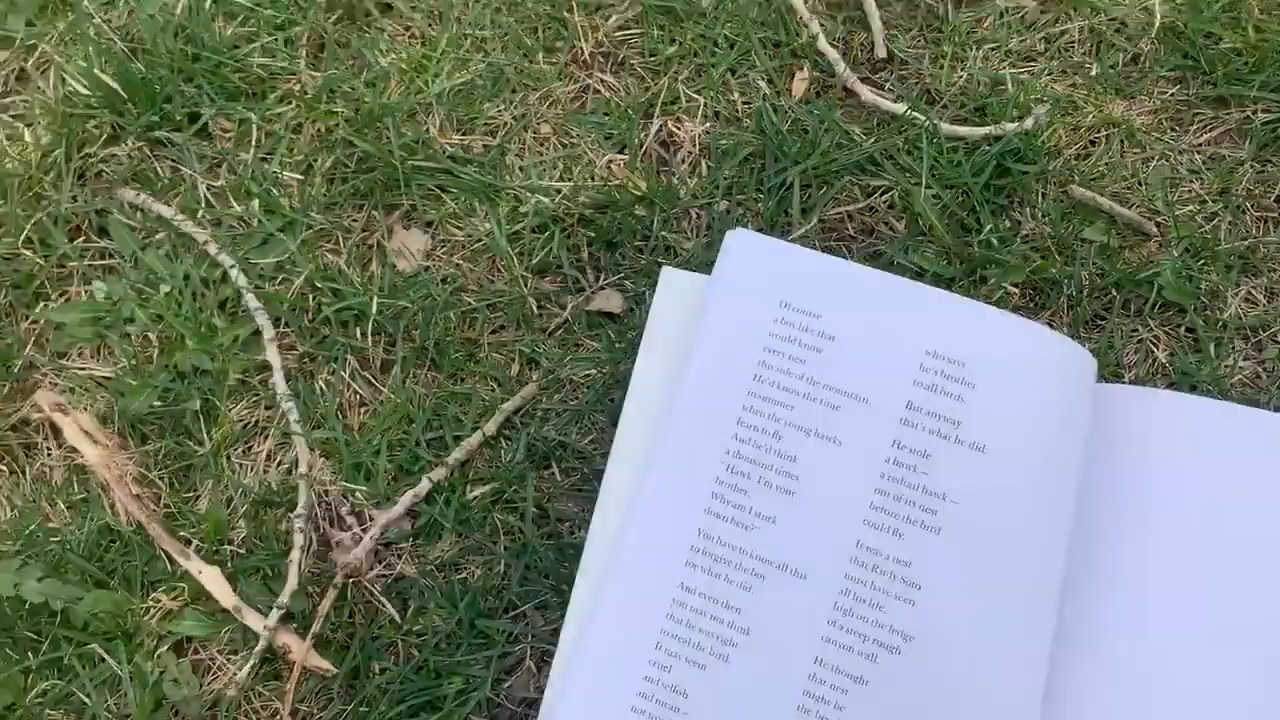 Of course
a boy like that
would know
every nest
this side of the mountain.
He'd know the time
in summer
when the young hawks
learn to fly.
And he'd think
a thousand times,
"Hawk, I'm your
brother.
Why am I stuck
down here?"
You have to know all this
to forgive the boy
for what he did.
And even then
you may not think
that he was right
to steal the bird.
It may seem
cruel
and selfish
and mean —
not
who says
he's brother
to all birds.
But anyway
that's what he did.
He stole
a hawk —
a redtail hawk —
out of its nest
before the bird
could fly.
It was a nest
that Rudy Soto
must have seen
all his life,
high on the ledge
of a steep rough
canyon wall.
He thought
that nest
might be
the